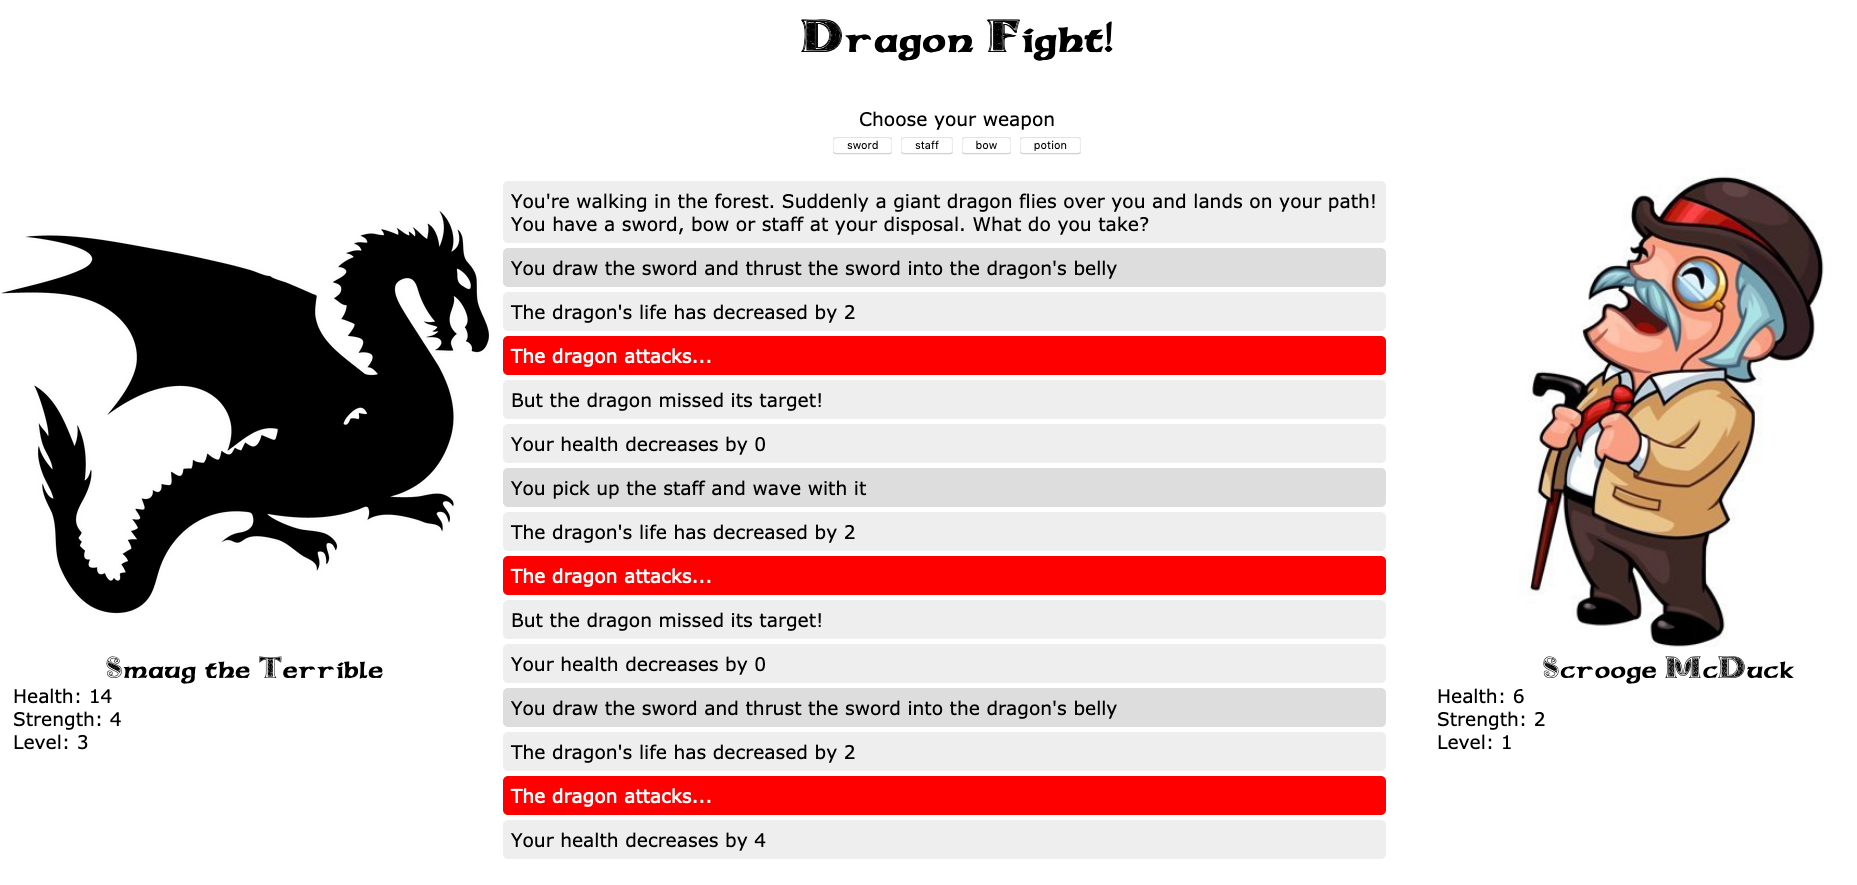 Dragon Fight!
Choose your weapon
sword staff bow potion
You're walking in the forest. Suddenly a giant dragon flies over you and lands on your path!
You have a sword, bow or staff at your disposal. What do you take?
You draw the sword and thrust the sword into the dragon's belly
The dragon's life has decreased by 2
The dragon attacks...
But the dragon missed its target!
Your health decreases by 0
You pick up the staff and wave with it
The dragon's life has decreased by 2
The dragon attacks...
But the dragon missed its target!
Your health decreases by 0
You draw the sword and thrust the sword into the dragon's belly
The dragon's life has decreased by 2
The dragon attacks...
Your health decreases by 4
Smaug the Terrible
Health: 14
Strength: 4
Level: 3
Scrooge McDuck
Health: 6
Strength: 2
Level: 1